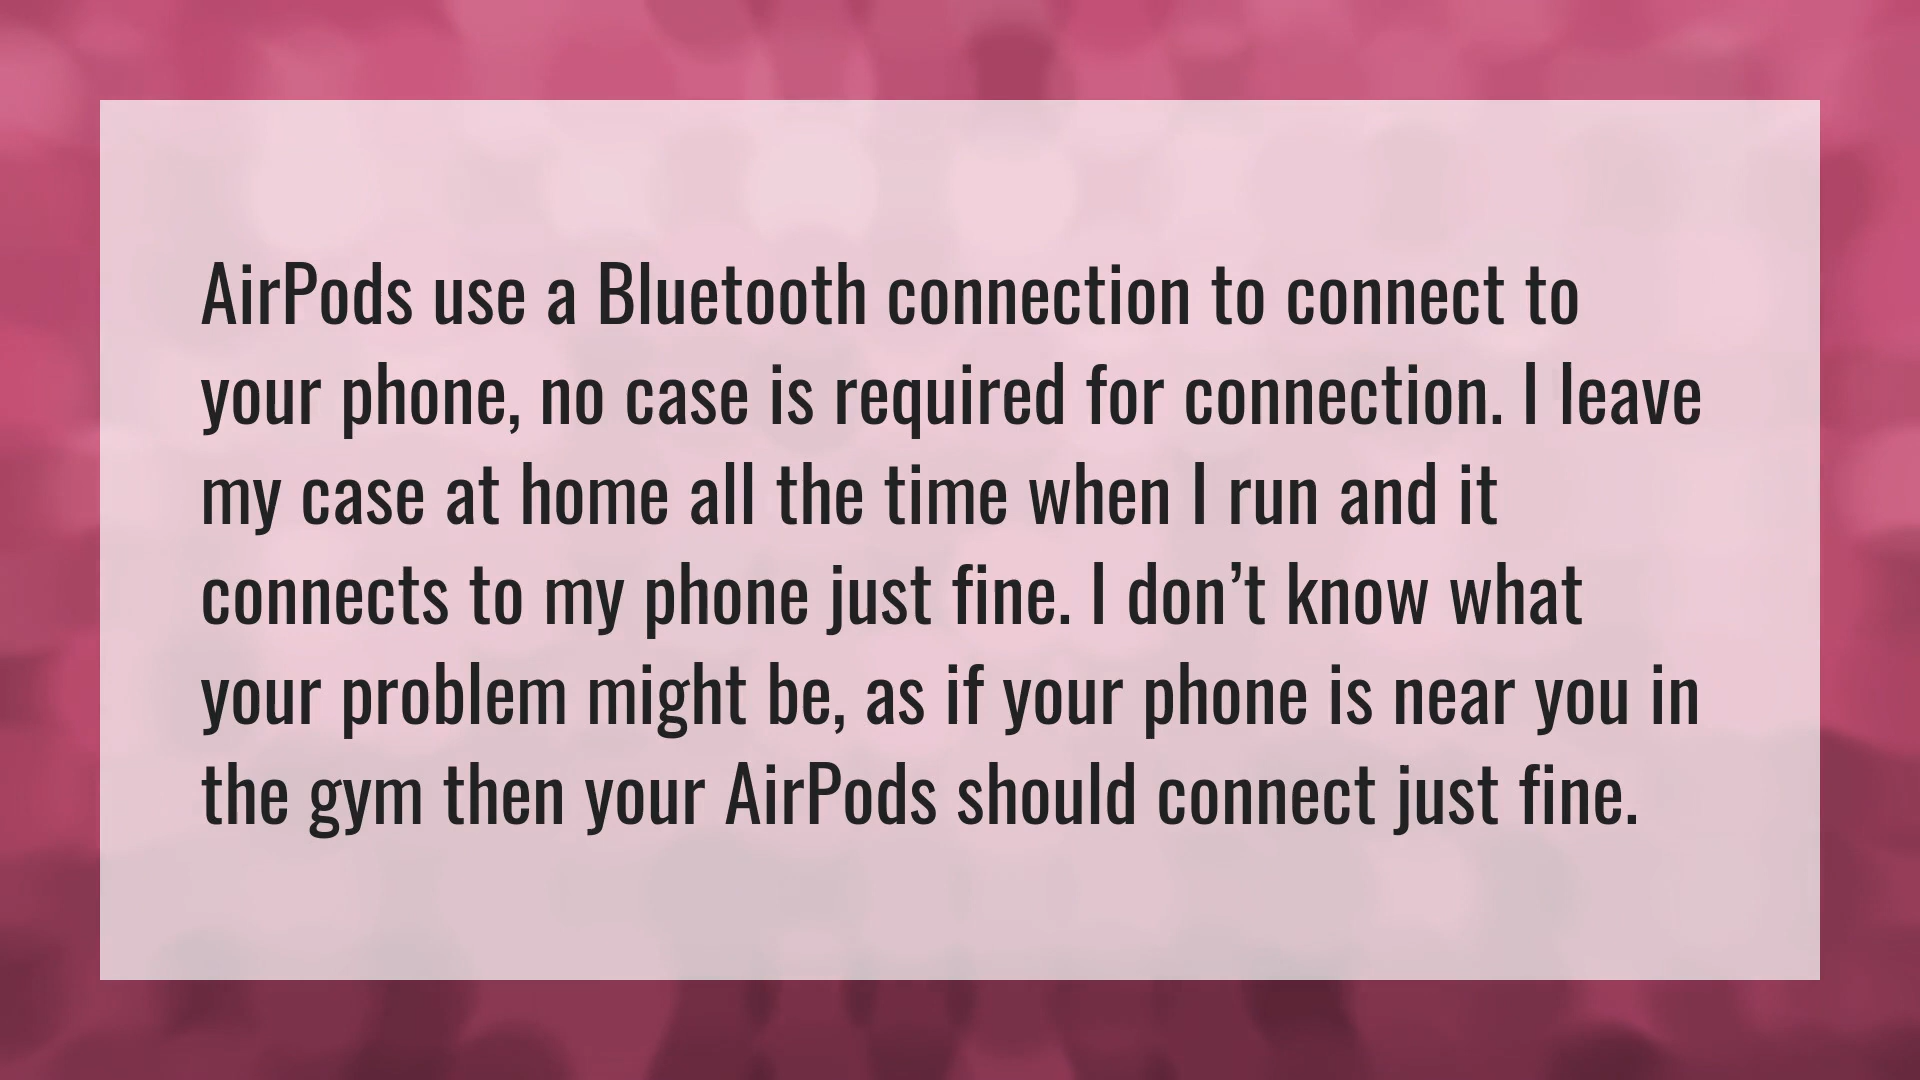 AirPods use a Bluetooth connection to connect to
your phone, no case is required for connection. I leave
my case at home all the time when I run and it
connects to my phone just fine. I don’t know what
your problem might be, as if your phone is near you in
the gym then your AirPods should connect just fine.